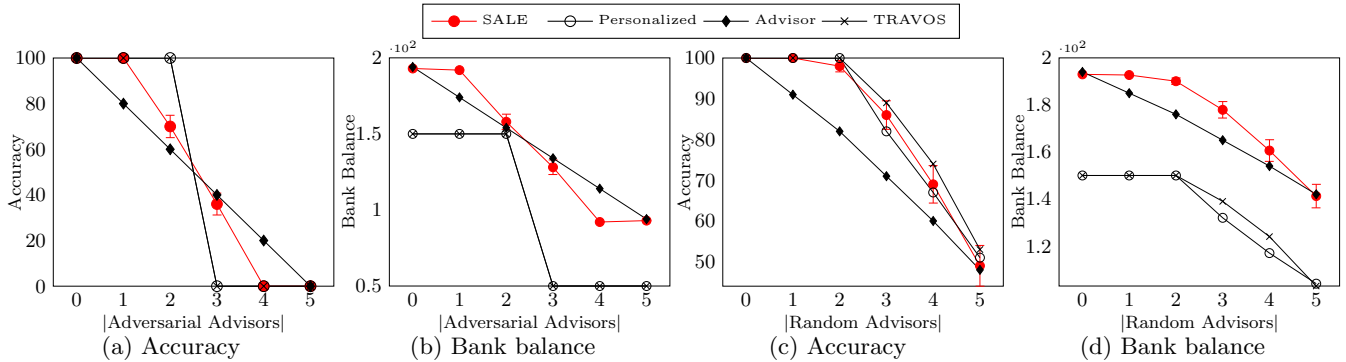 SALE Personalized Advisor TRAVOS
100
80
60
40
20
0
Accuracy
0 1 2 3 4 5
|Adversarial Advisors|
(a) Accuracy
·10²
2
1.5
1
0.5
Bank Balance
0 1 2 3 4 5
|Adversarial Advisors|
(b) Bank balance
100
90
80
70
60
50
Accuracy
0 1 2 3 4 5
|Random Advisors|
(c) Accuracy
·10²
2
1.8
1.6
1.4
1.2
Bank Balance
0 1 2 3 4 5
|Random Advisors|
(d) Bank balance